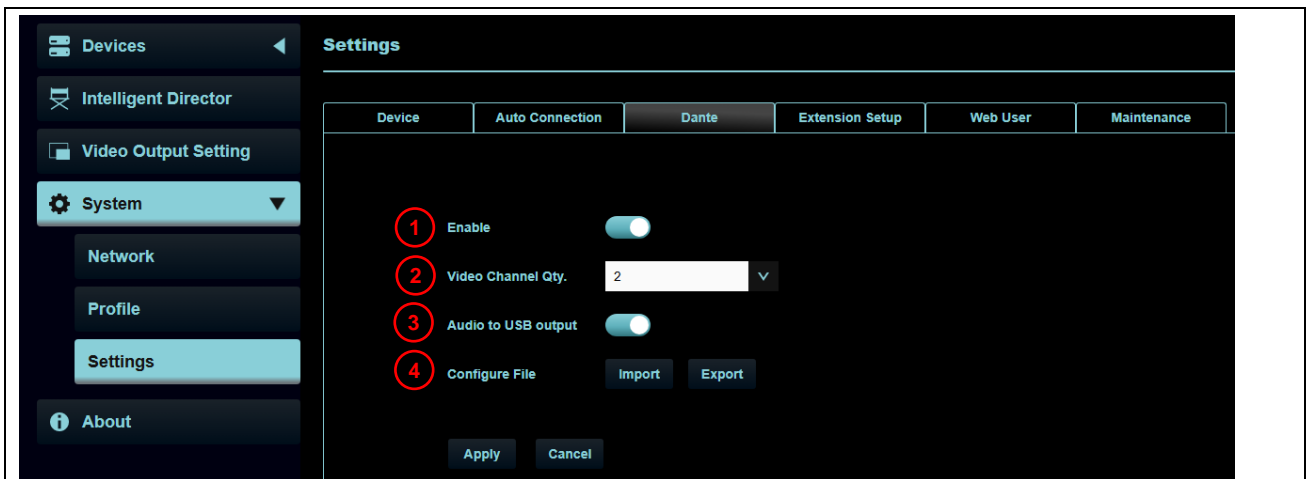 Devices
Intelligent Director
Video Output Setting
System
Network
Profile
Settings
About
Settings
Device Auto Connection Dante Extension Setup Web User Maintenance
1 Enable
2 Video Channel Qty. 2
3 Audio to USB output
4 Configure File Import Export
Apply Cancel